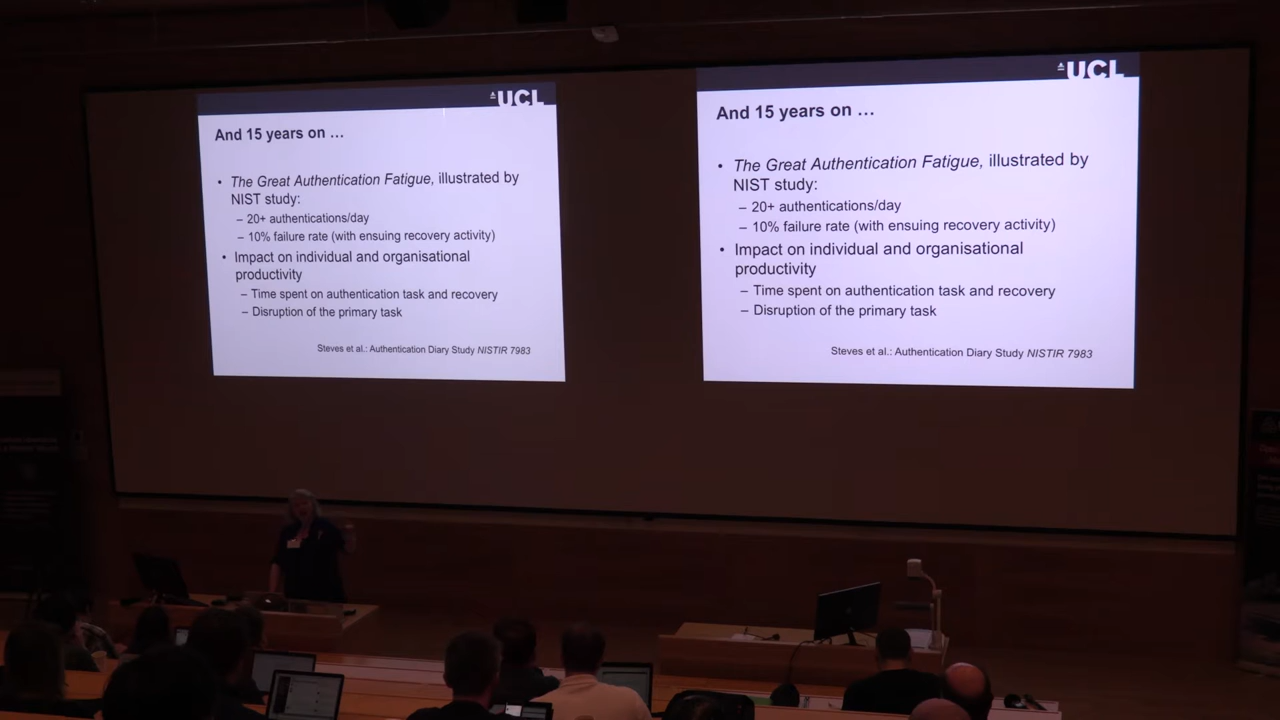 UCL
And 15 years on …
• The Great Authentication Fatigue, illustrated by
NIST study:
– 20+ authentications/day
– 10% failure rate (with ensuing recovery activity)
• Impact on individual and organisational
productivity
– Time spent on authentication task and recovery
– Disruption of the primary task
Steves et al.: Authentication Diary Study NISTIR 7983
UCL
And 15 years on …
• The Great Authentication Fatigue, illustrated by
NIST study:
– 20+ authentications/day
– 10% failure rate (with ensuing recovery activity)
• Impact on individual and organisational
productivity
– Time spent on authentication task and recovery
– Disruption of the primary task
Steves et al.: Authentication Diary Study NISTIR 7983